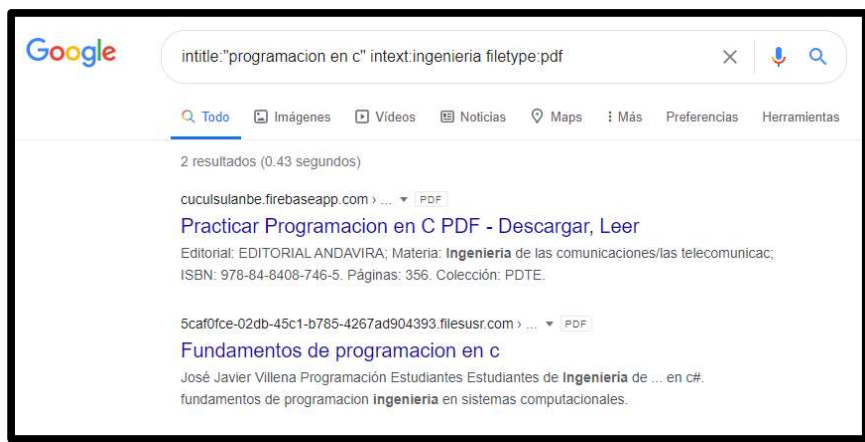 Google
intitle:"programacion en c" intext:ingenieria filetype:pdf
Todo Imágenes Vídeos Noticias Maps Más Preferencias Herramientas
2 resultados (0.43 segundos)
cuculsulanbe.firebaseapp.com › ... PDF
Practicar Programacion en C PDF - Descargar, Leer
Editorial: EDITORIAL ANDAVIRA; Materia: Ingenieria de las comunicaciones/las telecomunicac;
ISBN: 978-84-8408-746-5. Páginas: 356. Colección: PDTE.
5caf0fce-02db-45c1-b785-4267ad904393.filesusr.com › ... PDF
Fundamentos de programacion en c
José Javier Villena Programación Estudiantes Estudiantes de Ingeniería de ... en c#.
fundamentos de programacion ingenieria en sistemas computacionales.